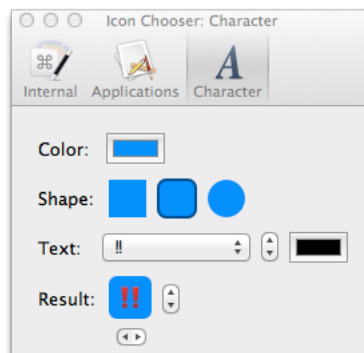 Icon Chooser: Character
Internal Applications Character
Color:
Shape:
Text: ‼
Result: ‼